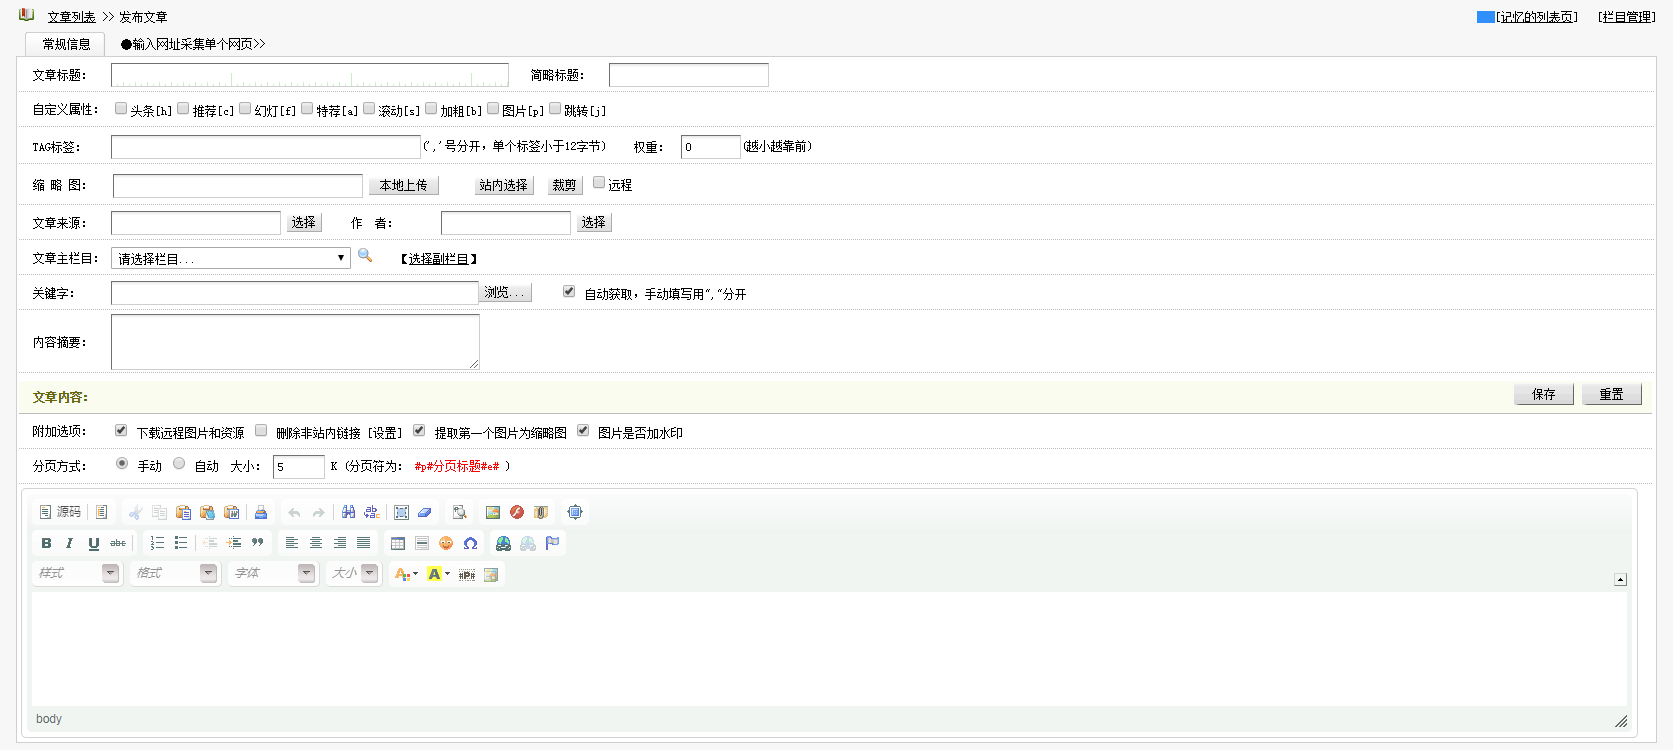 文章列表 >> 发布文章 [记忆的列表页] [栏目管理]
常规信息 ●输入网址采集单个网页>>
文章标题： 简略标题：
自定义属性： 头条[h] 推荐[c] 幻灯[f] 特荐[a] 滚动[s] 加粗[b] 图片[p] 跳转[j]
TAG标签： (','号分开，单个标签小于12字节) 权重： 0 (越小越靠前)
缩 略 图： 本地上传 站内选择 裁剪 远程
文章来源： 选择 作 者： 选择
文章主栏目： 请选择栏目... 【选择副栏目】
关键字： 浏览... 自动获取，手动填写用","分开
内容摘要：
文章内容： 保存 重置
附加选项： 下载远程图片和资源 删除非站内链接 [设置] 提取第一个图片为缩略图 图片是否加水印
分页方式： 手动 自动 大小： 5 K (分页符为： #p#分页标题#e# )
源码
B I U abc
样式 格式 字体 大小 A A #P#
body